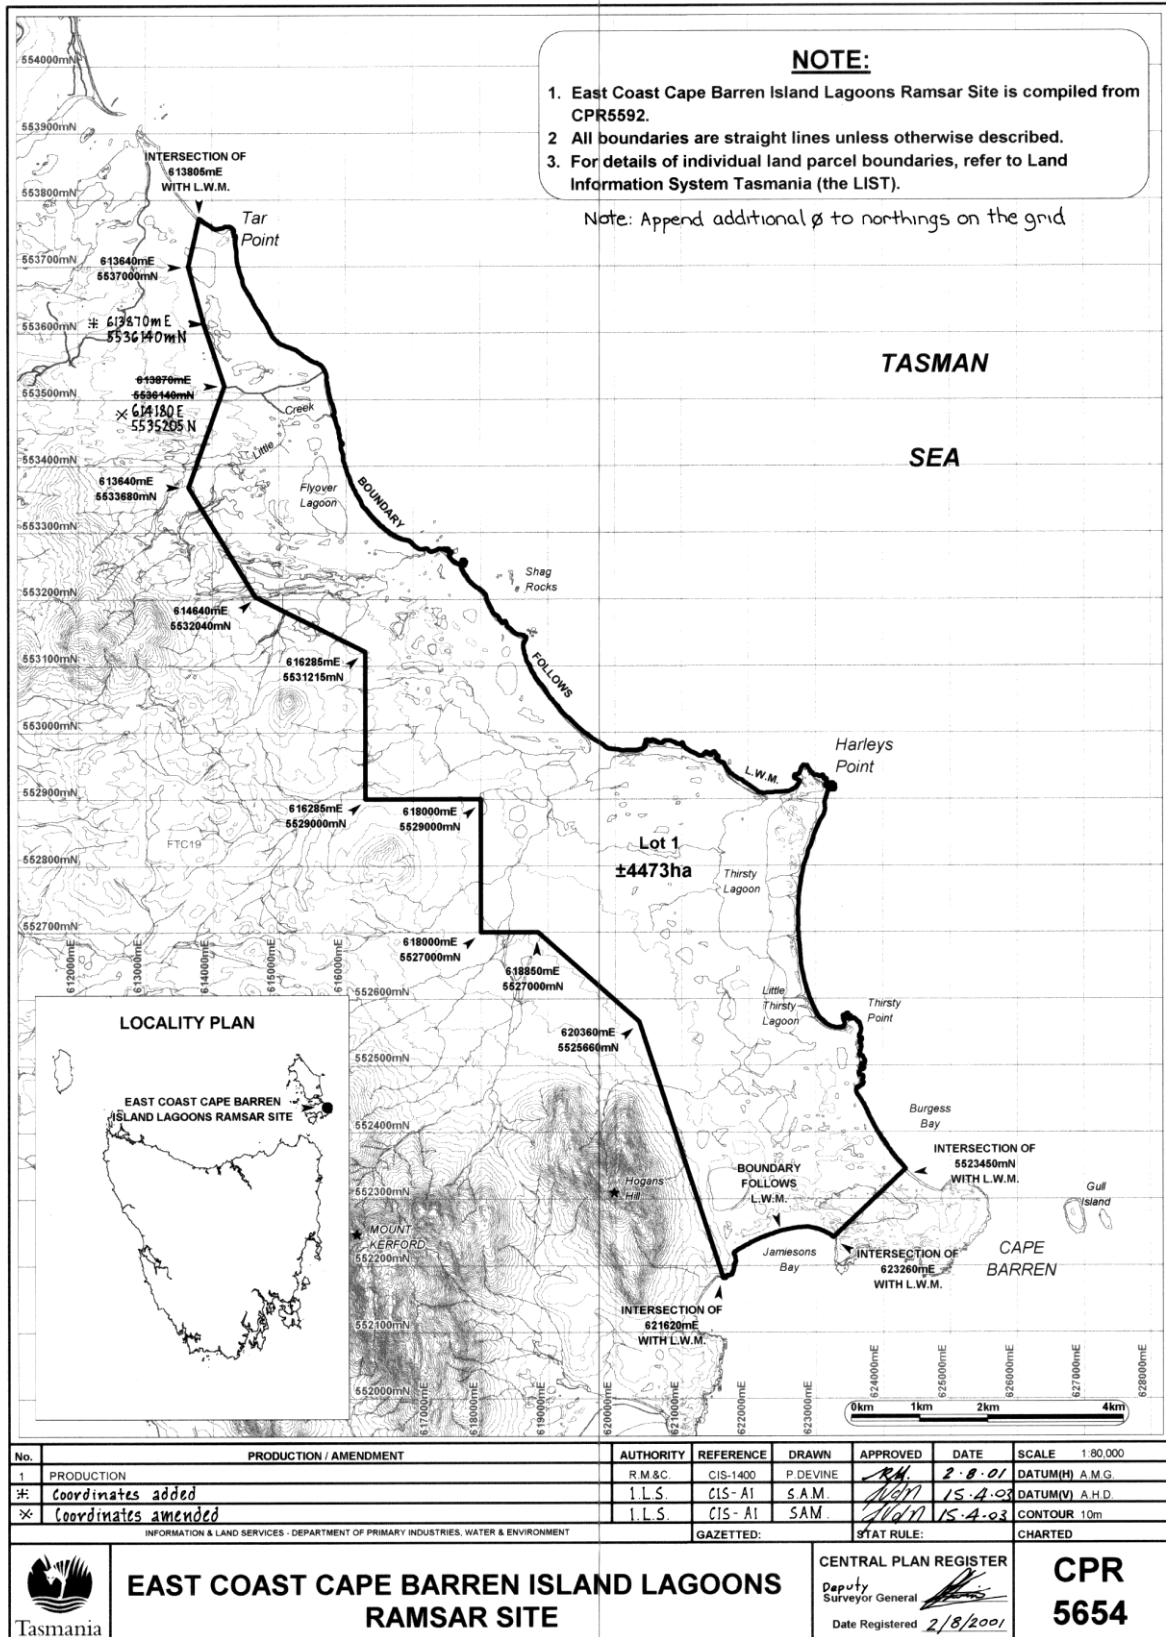 NOTE:
1. East Coast Cape Barren Island Lagoons Ramsar Site is compiled from
CPR5592.
2 All boundaries are straight lines unless otherwise described.
3. For details of individual land parcel boundaries, refer to Land
Information System Tasmania (the LIST).
Note: Append additional ø to northings on the grid
554000mN
553900mN
INTERSECTION OF
613805mE
WITH L.W.M.
553800mN
Tar
Point
553700mN
613640mE
5537000mN
553600mN
⁜ 613870mE
5536140mN
TASMAN
613870mE
5536140mN
553500mN
※ 614180E
5535205N
Creek
Little
SEA
553400mN
613640mE
5533680mN
Flyover
Lagoon
BOUNDARY
553300mN
Shag
Rocks
553200mN
614640mE
5532040mN
553100mN
616285mE
5531215mN
FOLLOWS
553000mN
Harleys
Point
L.W.M.
552900mN
616285mE
5529000mN
618000mE
5529000mN
FTC19
Lot 1
±4473ha
552800mN
Thirsty
Lagoon
552700mN
618000mE
5527000mN
612000mE
613000mE
614000mE
615000mE
616000mE
618850mE
5527000mN
552600mN
Little
Thirsty
Lagoon
Thirsty
Point
LOCALITY PLAN
620360mE
5525660mN
552500mN
EAST COAST CAPE BARREN
ISLAND LAGOONS RAMSAR SITE
Burgess
Bay
552400mN
INTERSECTION OF
5523450mN
WITH L.W.M.
BOUNDARY
FOLLOWS
L.W.M.
Hogans
Hill
552300mN
Gull
Island
MOUNT
KERFORD
552200mN
Jamiesons
Bay
INTERSECTION OF
623260mE
WITH L.W.M.
CAPE
BARREN
INTERSECTION OF
621620mE
WITH L.W.M.
552100mN
552000mN
617000mE
618000mE
619000mE
620000mE
621000mE
622000mE
623000mE
624000mE
625000mE
626000mE
627000mE
628000mE
0km 1km 2km 4km
No. PRODUCTION / AMENDMENT AUTHORITY REFERENCE DRAWN APPROVED DATE SCALE 1:80,000
1 PRODUCTION R.M.&C. CIS-1400 P.DEVINE 2·8·01 DATUM(H) A.M.G.
⁜ Coordinates added I.L.S. CIS-A1 S.A.M. 15.4.03 DATUM(V) A.H.D.
※ Coordinates amended I.L.S. CIS-A1 SAM. 15.4.03 CONTOUR 10m
INFORMATION & LAND SERVICES - DEPARTMENT OF PRIMARY INDUSTRIES, WATER & ENVIRONMENT GAZETTED: STAT RULE: CHARTED
Tasmania
EAST COAST CAPE BARREN ISLAND LAGOONS
RAMSAR SITE
CENTRAL PLAN REGISTER
Deputy
Surveyor General
Date Registered 2/8/2001
CPR
5654